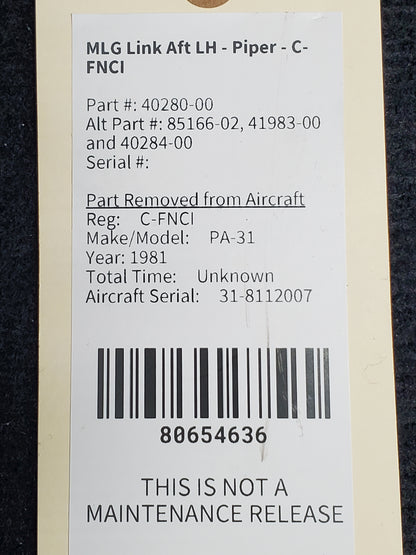 MLG Link Aft LH - Piper - C-
FNCI
Part #: 40280-00
Alt Part #: 85166-02, 41983-00
and 40284-00
Serial #:
Part Removed from Aircraft
Reg: C-FNCI
Make/Model: PA-31
Year: 1981
Total Time: Unknown
Aircraft Serial: 31-8112007
80654636
THIS IS NOT A
MAINTENANCE RELEASE